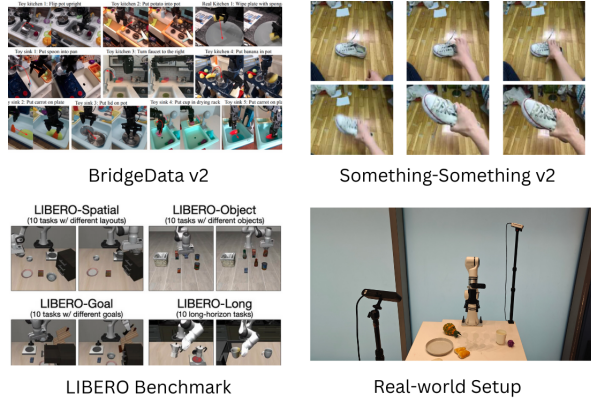 Toy kitchen 1: Flip pot upright
Toy kitchen 2: Put potato into pot
Real Kitchen 1: Wipe plate with sponge
Toy sink 2: Put spoon into pan
Toy kitchen 3: Turn faucet to the right
Toy kitchen 4: Put banana in pot
y sink 2: Put carrot on plate
Toy sink 3: Put lid on pot
Toy sink 4: Put cup in drying rack
Toy sink 5: Put carrot on pl
BridgeData v2
Something-Something v2
LIBERO-Spatial
(10 tasks w/ different layouts)
LIBERO-Object
(10 tasks w/ different objects)
LIBERO-Goal
(10 tasks w/ different goals)
LIBERO-Long
(10 long-horizon tasks)
LIBERO Benchmark
Real-world Setup